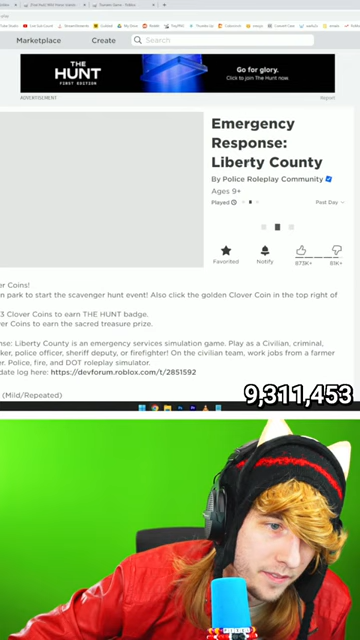 Marketplace Create Search
THE HUNT
FIRST EDITION
Go for glory.
Click to join The Hunt now.
ADVERTISEMENT Report
Emergency
Response:
Liberty County
By Police Roleplay Community
Ages 9+
Played Past Day
Favorited Notify 873K+ 81K+
er Coins!
n park to start the scavenger hunt event! Also click the golden Clover Coin in the top right of
3 Clover Coins to earn THE HUNT badge.
ver Coins to earn the sacred treasure prize.
nse: Liberty County is an emergency services simulation game. Play as a Civilian, criminal,
ker, police officer, sheriff deputy, or firefighter! On the civilian team, work jobs from a farmer
r, Police, fire, and DOT roleplay simulator.
date log here: https://devforum.roblox.com/t/2851592
(Mild/Repeated)
9,311,453